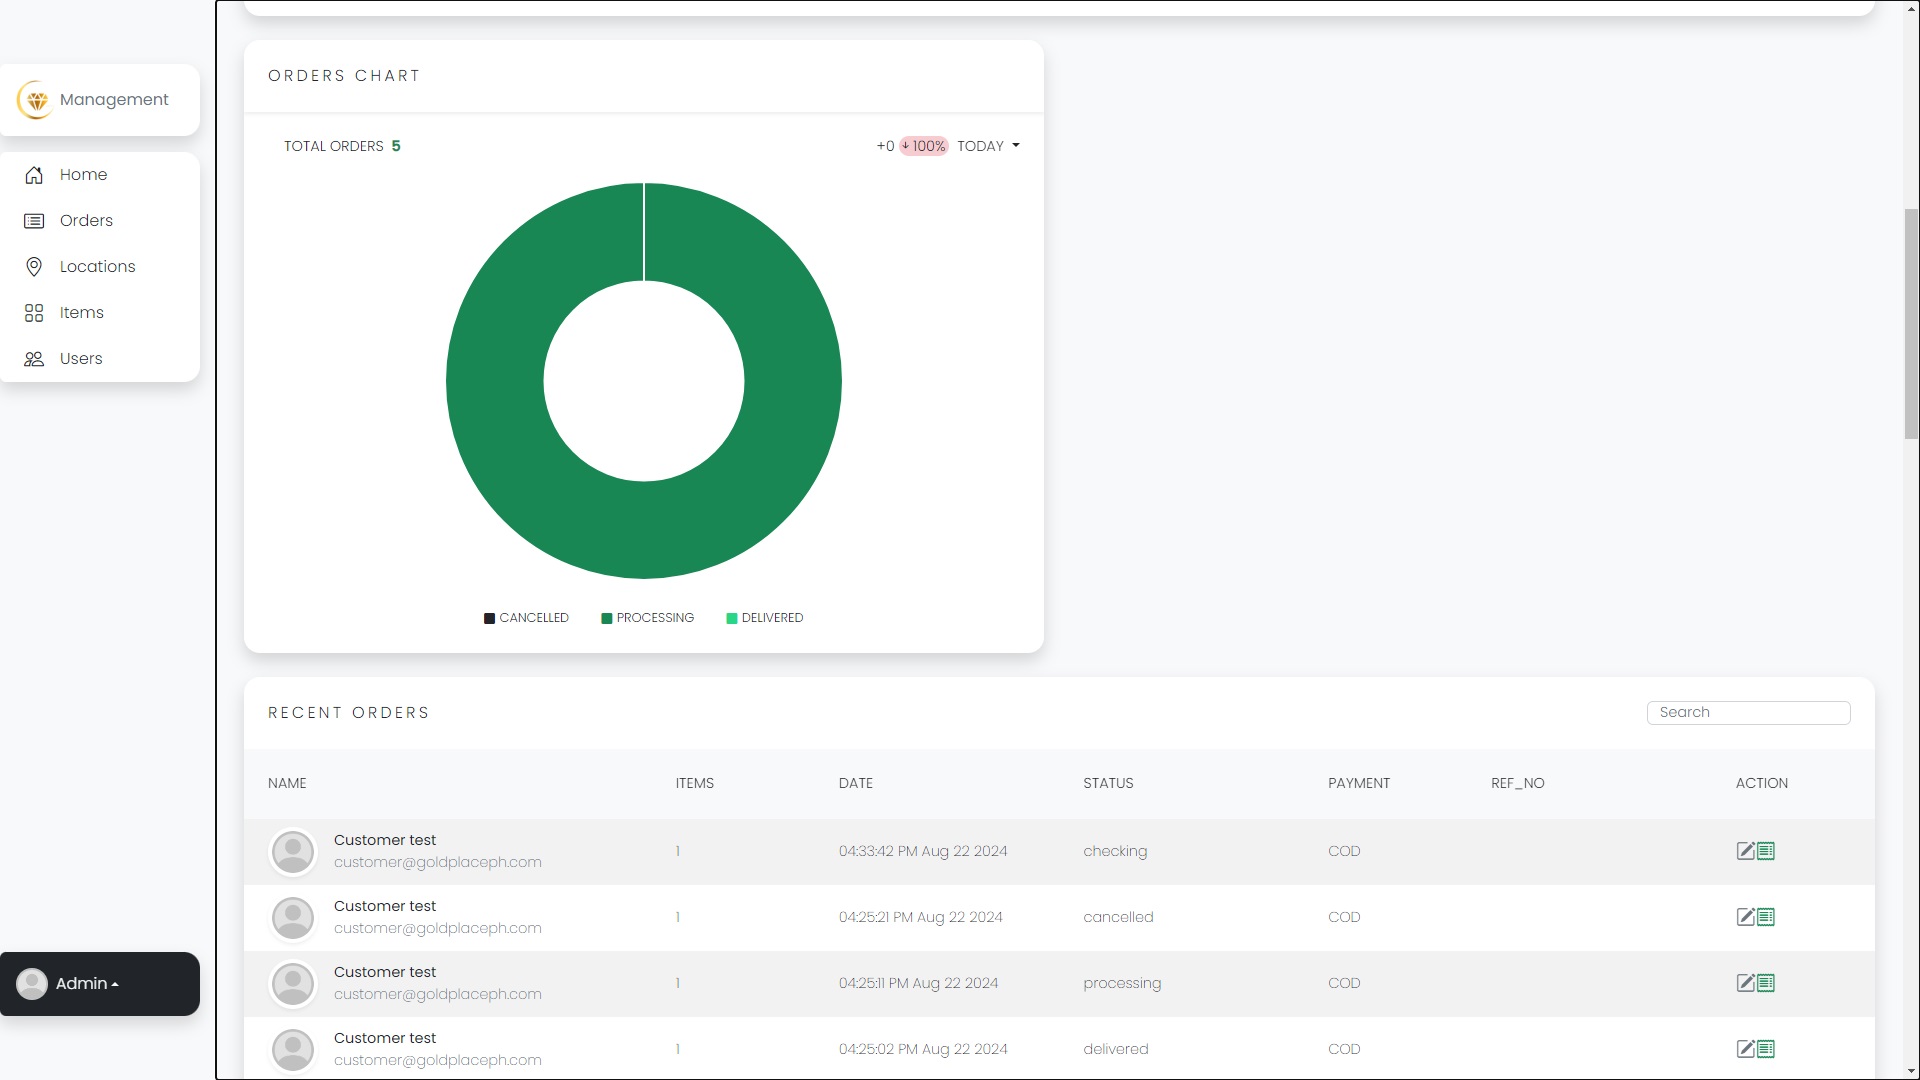 Management
Home
Orders
Locations
Items
Users
Admin
ORDERS CHART
TOTAL ORDERS 5
+0 100% TODAY
CANCELLED PROCESSING DELIVERED
RECENT ORDERS
Search
NAME ITEMS DATE STATUS PAYMENT REF_NO ACTION
Customer test
customer@goldplaceph.com
1 04:33:42 PM Aug 22 2024 checking COD
Customer test
customer@goldplaceph.com
1 04:25:21 PM Aug 22 2024 cancelled COD
Customer test
customer@goldplaceph.com
1 04:25:11 PM Aug 22 2024 processing COD
Customer test
customer@goldplaceph.com
1 04:25:02 PM Aug 22 2024 delivered COD